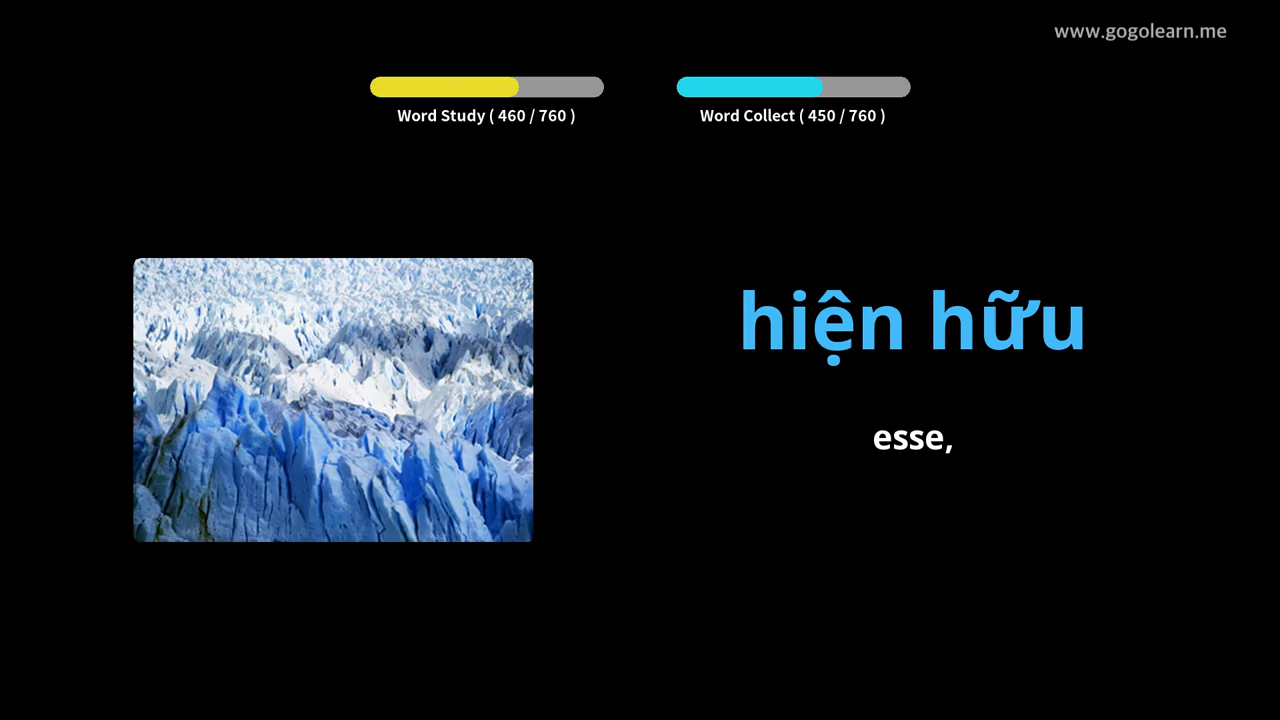 www.gogolearn.me
Word Study ( 460 / 760 )
Word Collect ( 450 / 760 )
hiện hữu
esse,